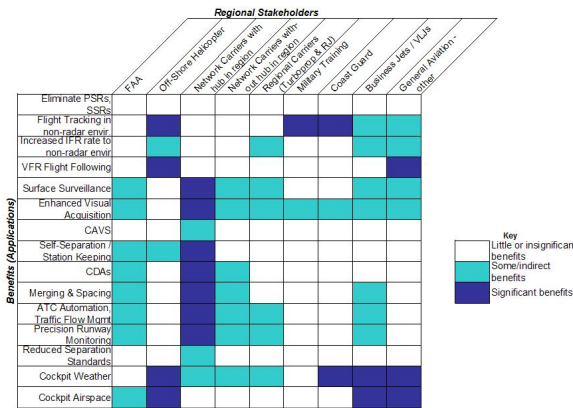 Regional Stakeholders
FAA
Off-Shore Helicopter
Network Carriers with
hub in region
Network Carriers with-
out hub in region
Regional Carriers
(Turboprop & RJ)
Military Training
Coast Guard
Business Jets / VLJs
General Aviation -
other
Benefits (Applications)
Eliminate PSRs,
SSRs
Flight Tracking in
non-radar envir.
Increased IFR rate to
non-radar envir
VFR Flight Following
Surface Surveillance
Enhanced Visual
Acquisition
CAVS
Self-Separation /
Station Keeping
CDAs
Merging & Spacing
ATC Automation,
Traffic Flow Mgmt
Precision Runway
Monitoring
Reduced Separation
Standards
Cockpit Weather
Cockpit Airspace
Key
Little or insignificant
benefits
Some/indirect
benefits
Significant benefits